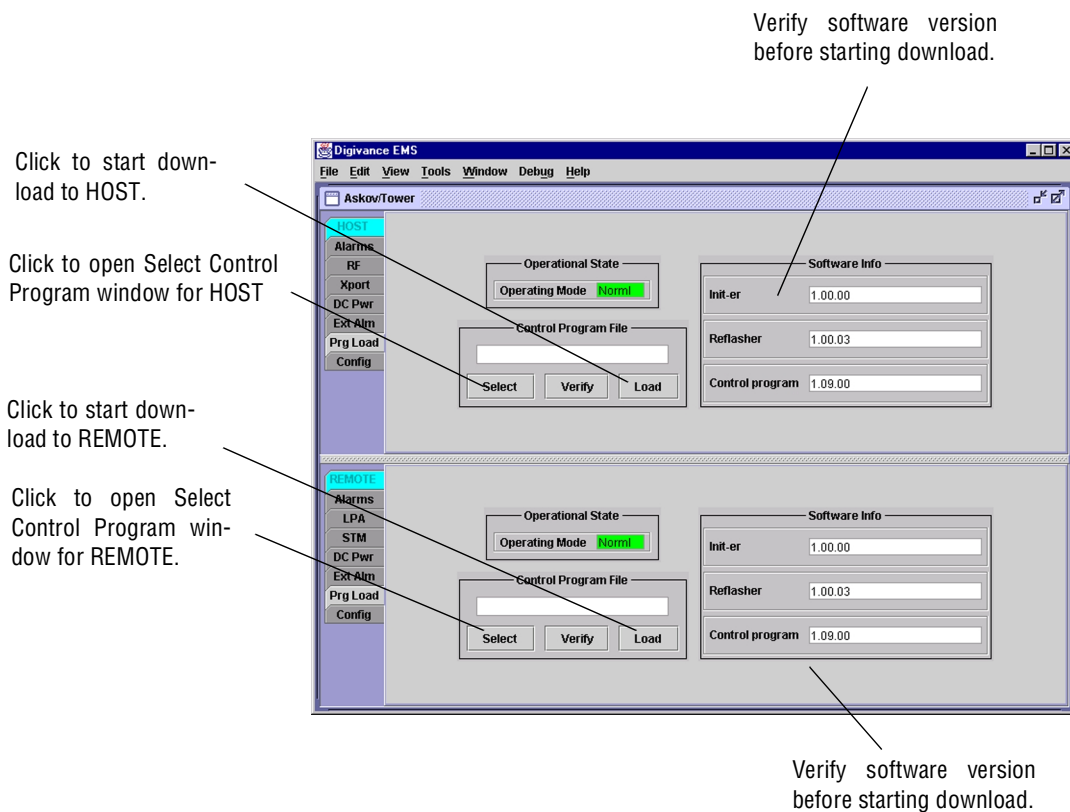 Verify software version
before starting download.
Click to start down-
load to HOST.
Click to open Select Control
Program window for HOST
Click to start down-
load to REMOTE.
Click to open Select
Control Program win-
dow for REMOTE.
Digivance EMS
File Edit View Tools Window Debug Help
Askov/Tower
HOST
Alarms
RF
Xport
DC Pwr
Ext Alm
Prg Load
Config
Operational State
Operating Mode Norml
Control Program File
Select Verify Load
Software Info
Init-er 1.00.00
Reflasher 1.00.03
Control program 1.09.00
REMOTE
Alarms
LPA
STM
DC Pwr
Ext Alm
Prg Load
Config
Operational State
Operating Mode Norml
Control Program File
Select Verify Load
Software Info
Init-er 1.00.00
Reflasher 1.00.03
Control program 1.09.00
Verify software version
before starting download.